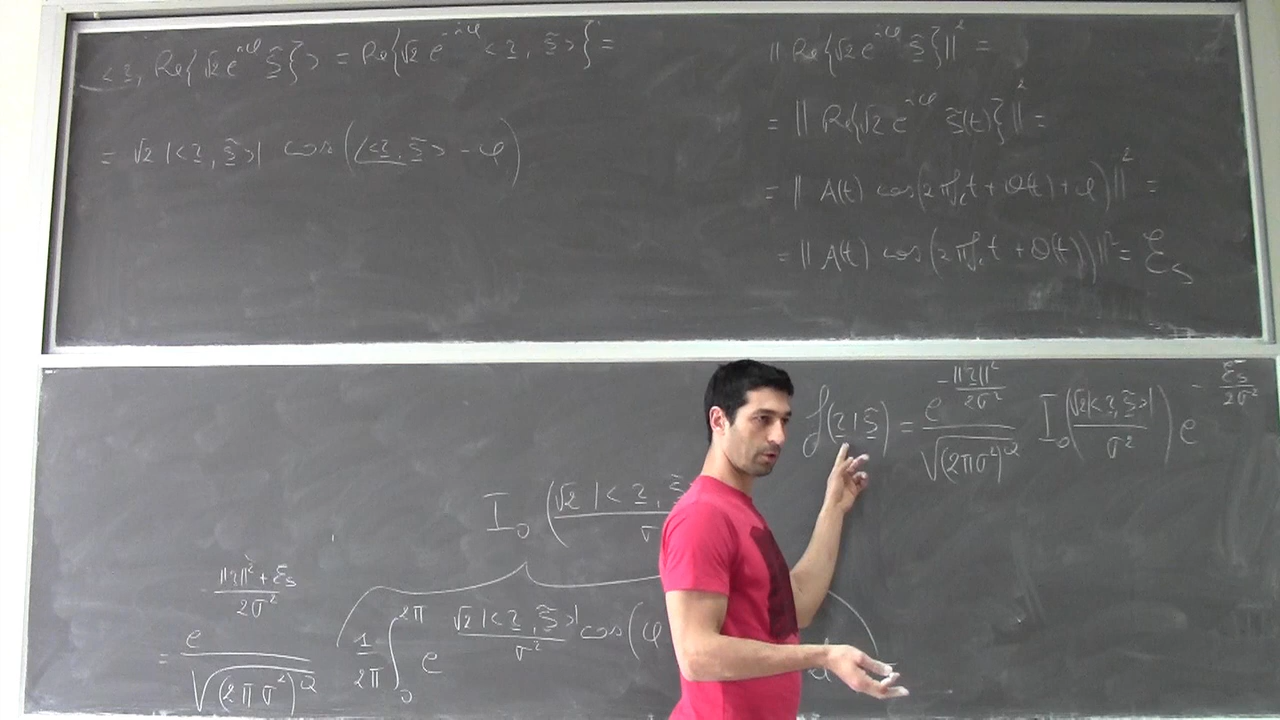 < r, Re{√2 e^{-iφ} s̃} > = Re{√2 e^{-iφ} < r, s̃ >} =
= √2 |< r, s̃ >| cos(∠< r, s̃ > - φ)
|| Re{√2 e^{iφ} s̃} ||² =
= || Re{√2 e^{iφ} s̃(t)} ||² =
= || A(t) cos(2πf_c t + θ(t) + φ) ||² =
= || A(t) cos(2πf_c t + θ(t)) ||² = E_s
f(r | s̃) = e^{-||r||²/2σ²} / √(2πσ²)^Q I₀(√2|< r, s̃ >| / σ²) e^{-E_s/2σ²}
I₀ (√2 |< r, s̃
= e^{-(||r||² + E_s)/2σ²} / √(2πσ²)^Q 1/2π ∫₀^{2π} e^{√2 |< r, s̃ >|/σ² cos(φ